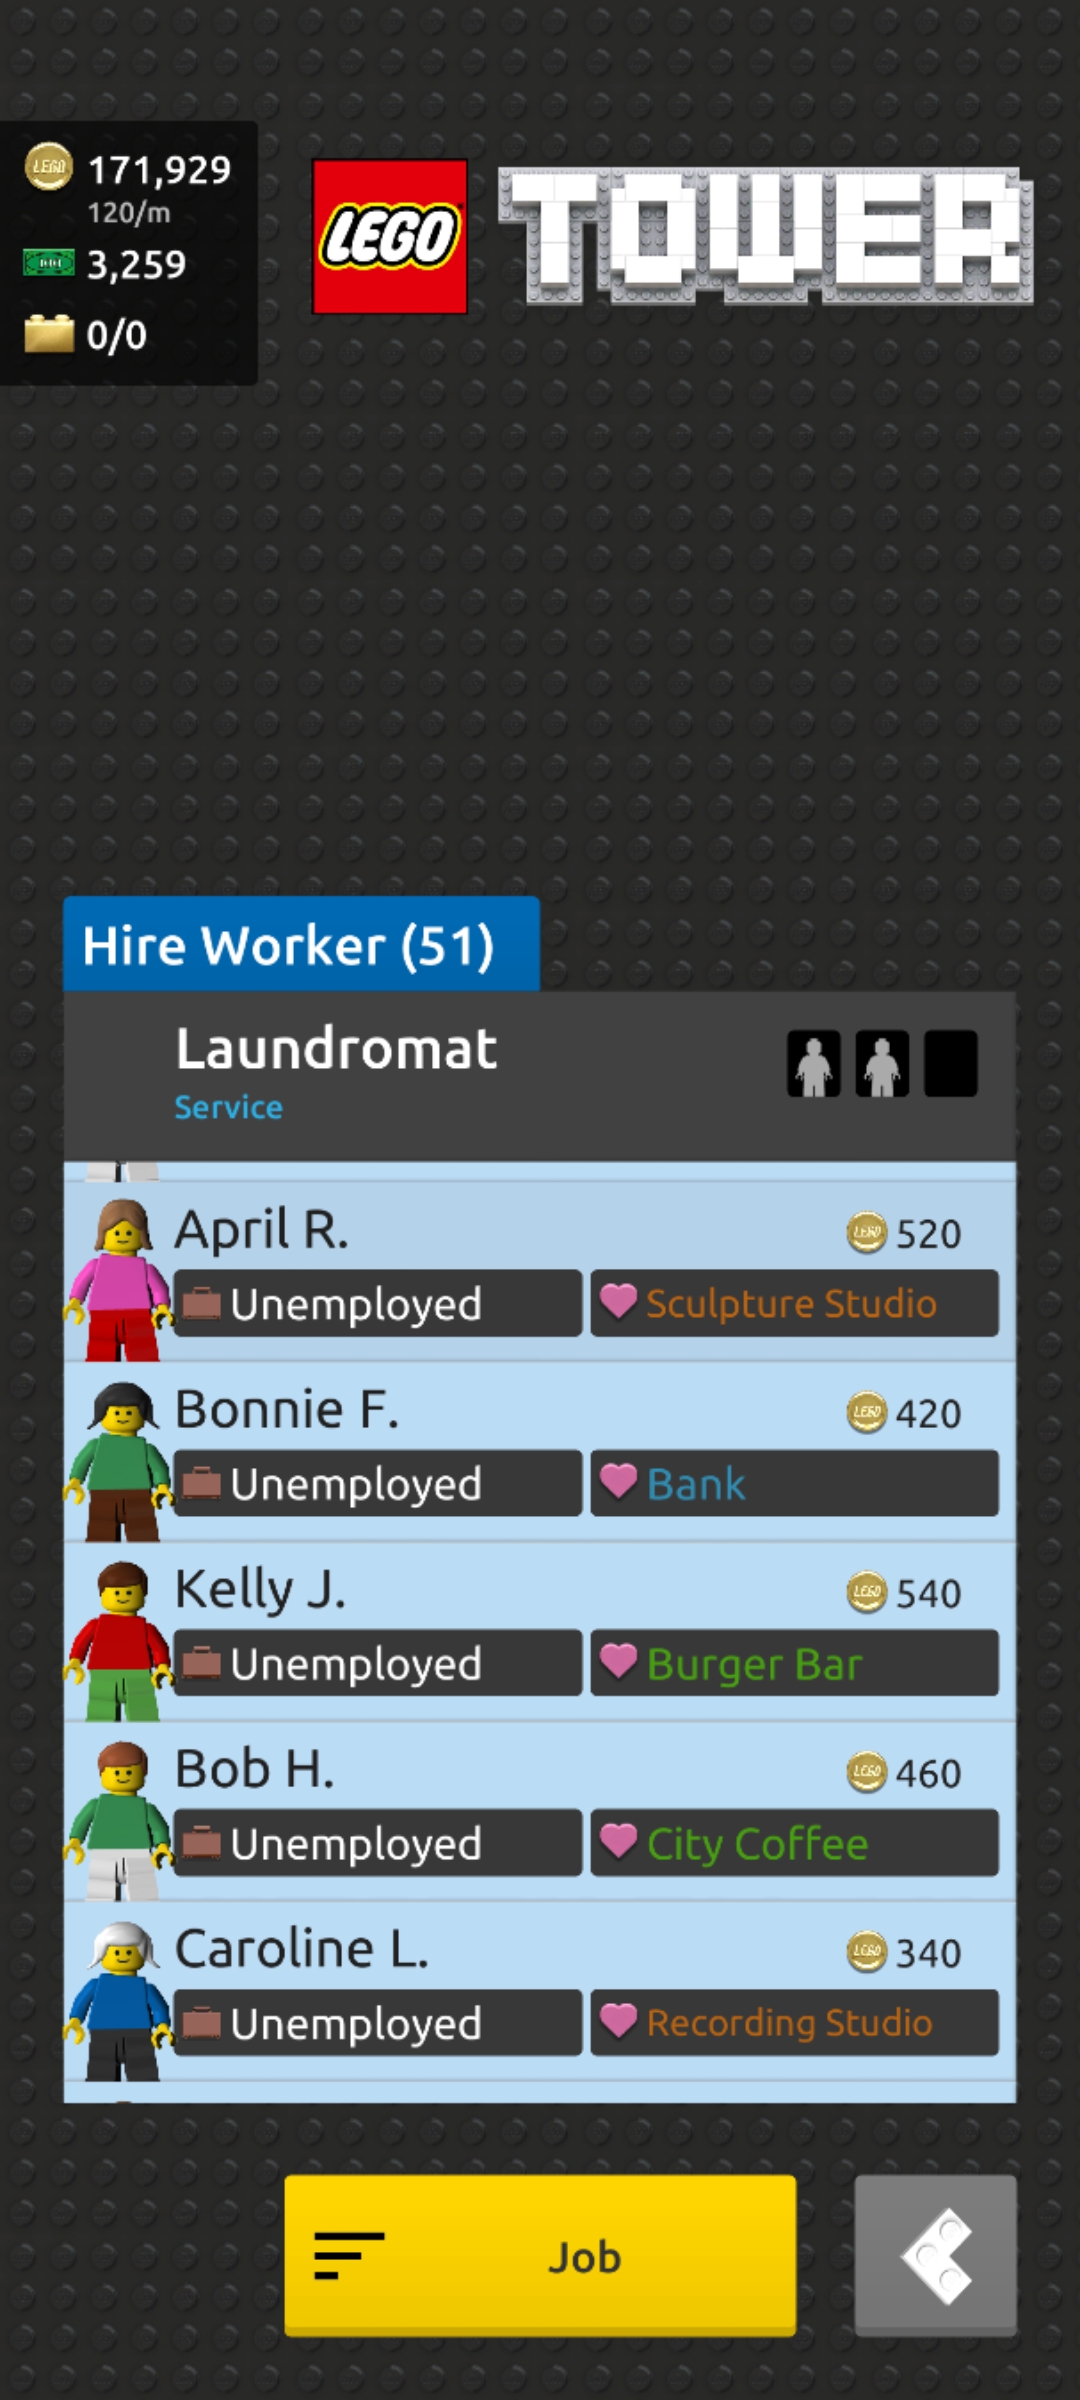 171,929
120/m
3,259
0/0
LEGO TOWER
Hire Worker (51)
Laundromat
Service
April R.
520
Unemployed
Sculpture Studio
Bonnie F.
420
Unemployed
Bank
Kelly J.
540
Unemployed
Burger Bar
Bob H.
460
Unemployed
City Coffee
Caroline L.
340
Unemployed
Recording Studio
Job